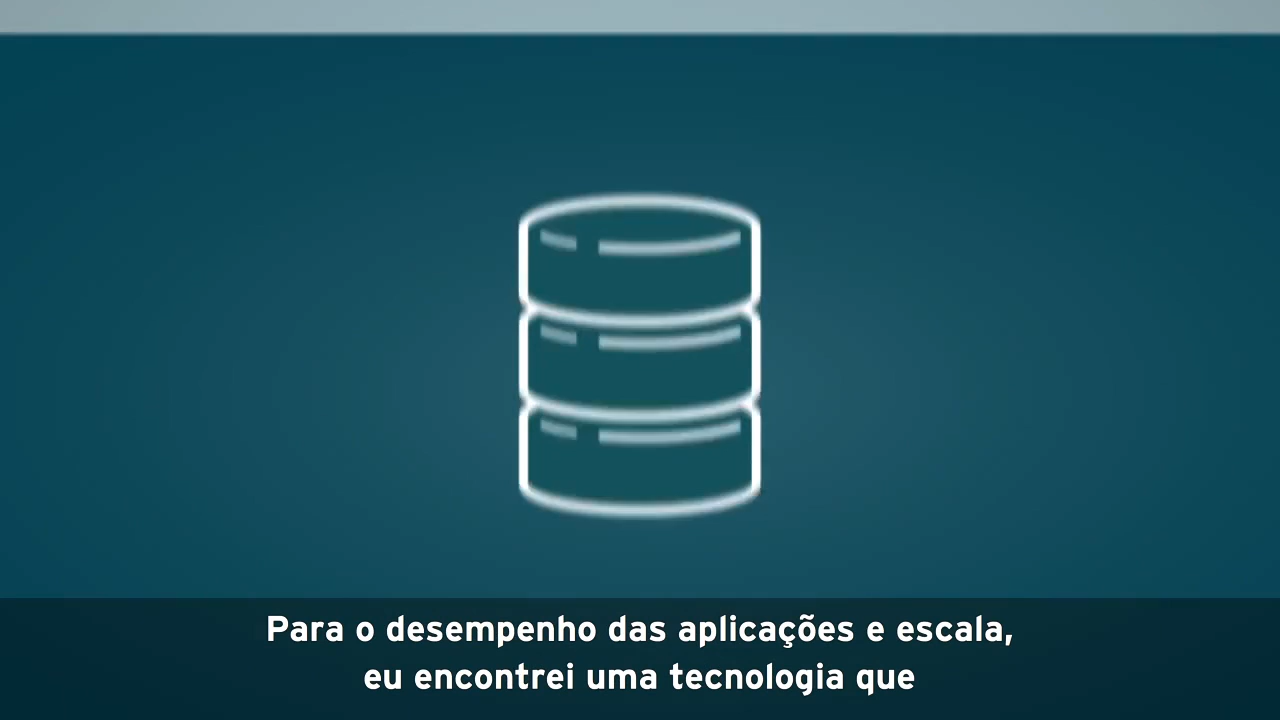 Para o desempenho das aplicações e escala,
eu encontrei uma tecnologia que